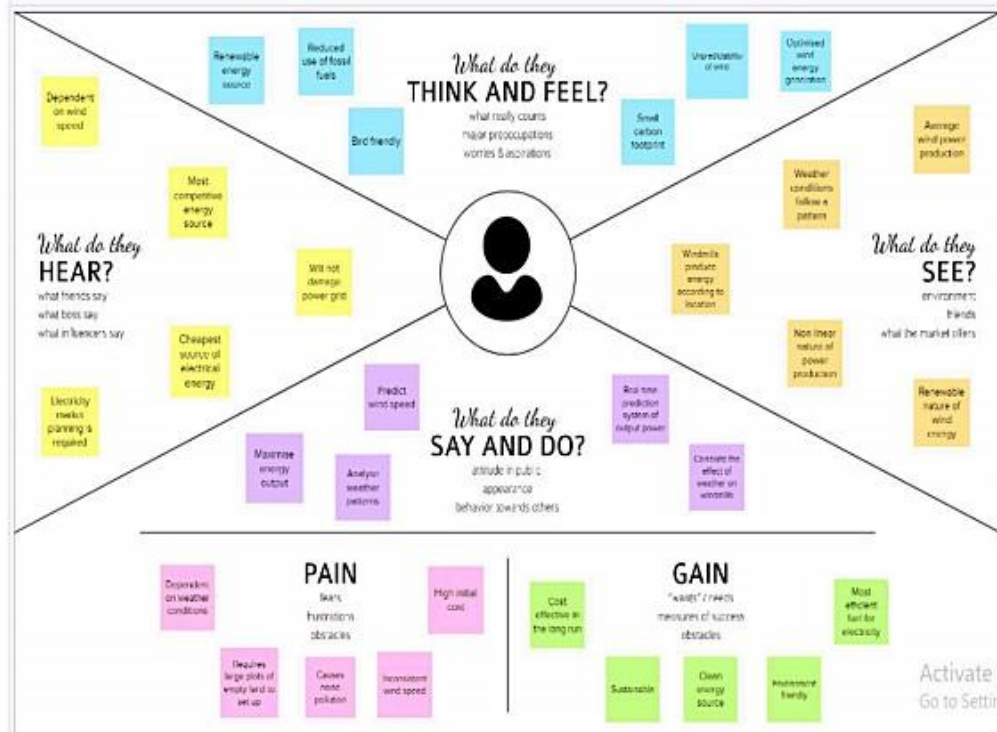 What do they
THINK AND FEEL?
what really counts
major preoccupations
worries & aspirations
Renewable
energy
source
Reduced
use of fossil
fuels
Bird friendly
Unpredictability
of wind
Optimised
wind
energy
generation
Small
carbon
footprint
What do they
HEAR?
what friends say
what boss say
what influencers say
Dependent
on wind
speed
Most
competitive
energy
source
Will not
damage
power grid
Cheapest
source of
electrical
energy
Electricity
market
planning is
required
What do they
SEE?
environment
friends
what the market offers
Average
wind power
production
Weather
conditions
follow a
pattern
Windmills
produce
energy
according to
location
Non linear
nature of
power
production
Renewable
nature of
wind
energy
What do they
SAY AND DO?
attitude in public
appearance
behavior towards others
Predict
wind speed
Maximise
energy
output
Analyse
weather
patterns
Real time
prediction
system of
output power
Correlate the
effect of
weather on
windmills
PAIN
fears
frustrations
obstacles
Dependent
on weather
conditions
High initial
cost
Requires
large plots of
empty land to
set up
Causes
noise
pollution
Inconsistent
wind speed
GAIN
"wants" / needs
measures of success
obstacles
Cost
effective in
the long run
Most
efficient
fuel for
electricity
Sustainable
Clean
energy
source
Environment
friendly
Activate
Go to Settin